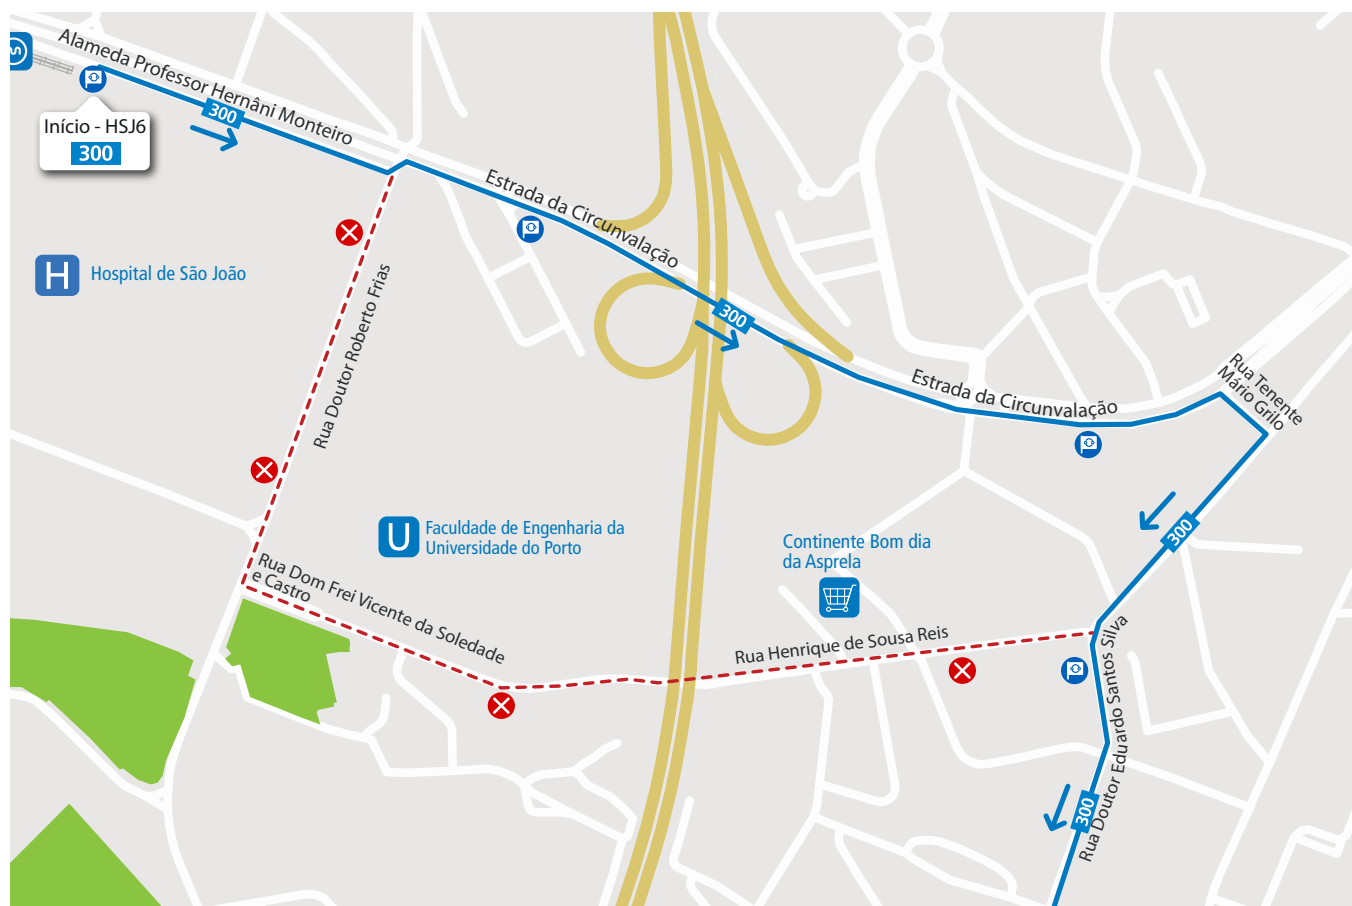 Alameda Professor Hernâni Monteiro
300
Início - HSJ6
300
Estrada da Circunvalação
H
Hospital de São João
Rua Doutor Roberto Frias
300
Estrada da Circunvalação
Rua Tenente
Mário Grilo
U
Faculdade de Engenharia da
Universidade do Porto
Continente Bom dia
da Asprela
300
Rua Dom Frei Vicente da Soledade
e Castro
Rua Henrique de Sousa Reis
Rua Doutor Eduardo Santos Silva
300